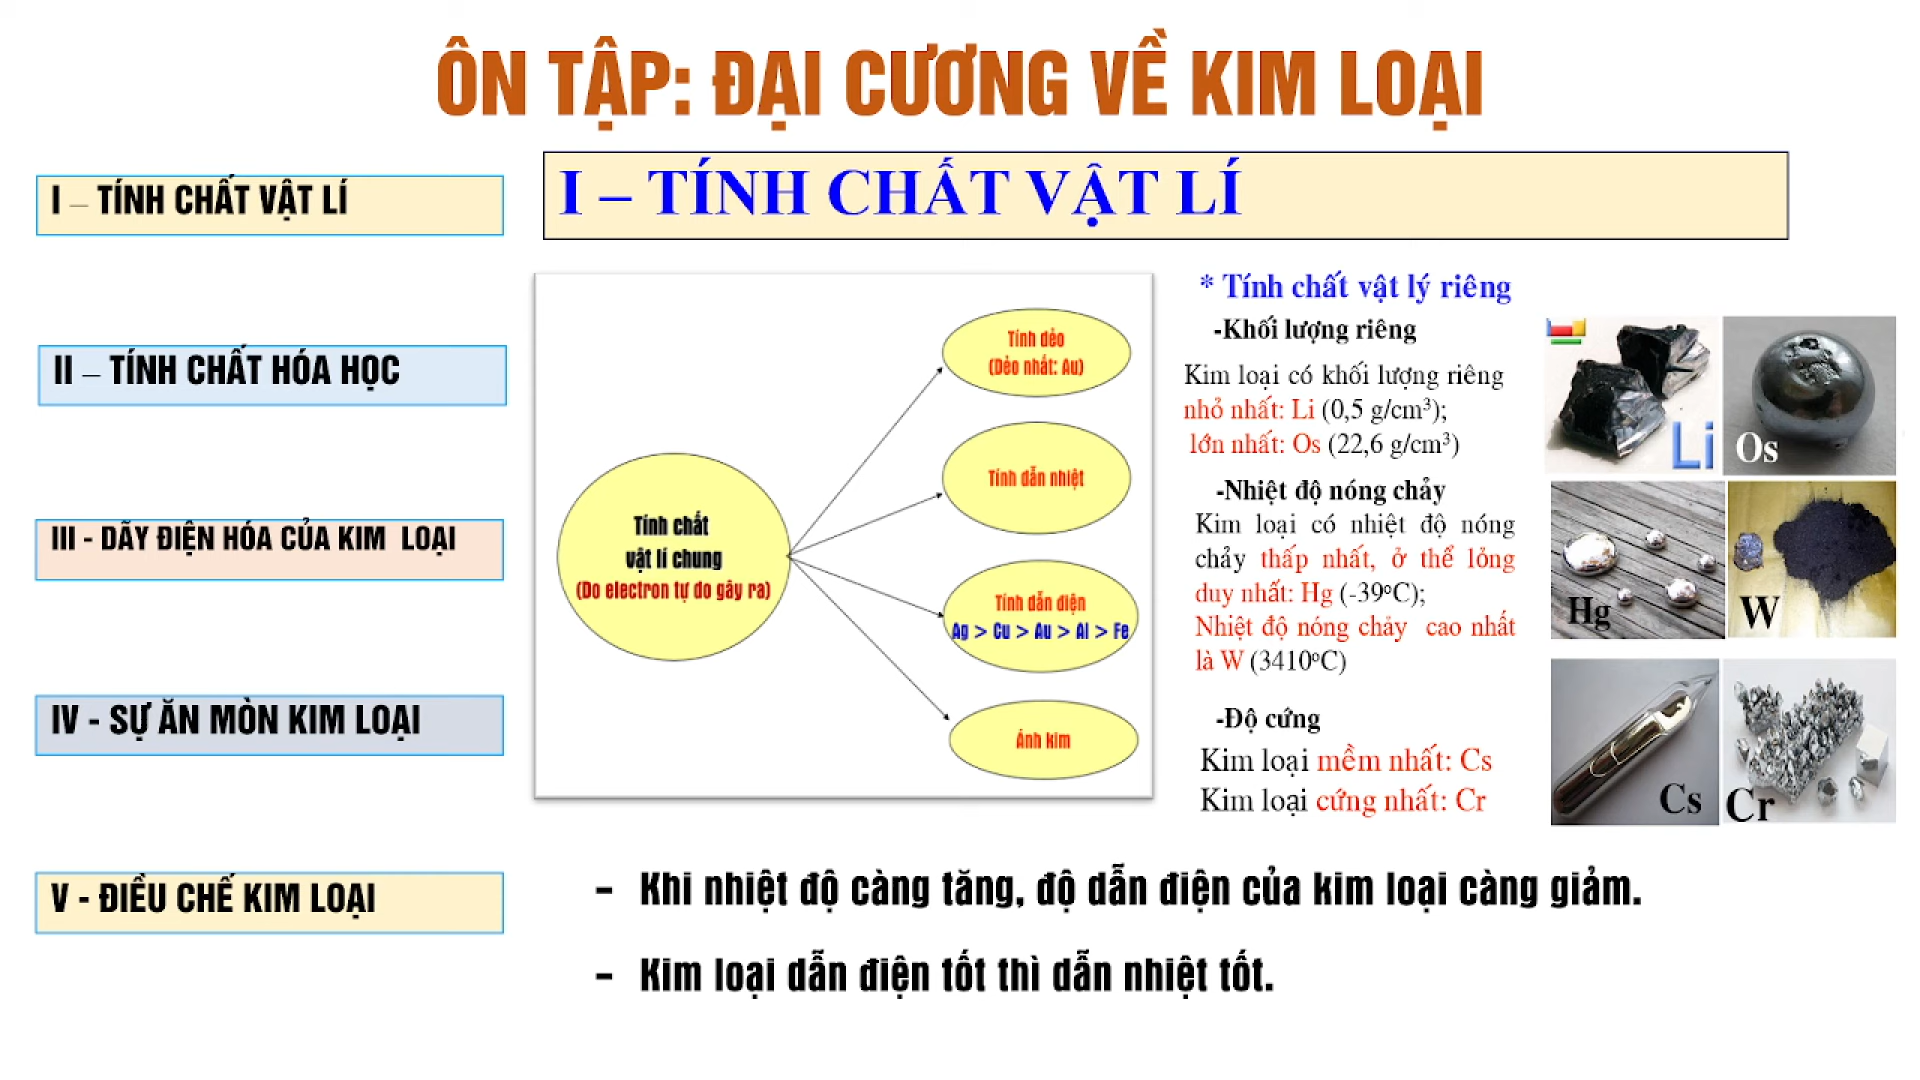 ÔN TẬP: ĐẠI CƯƠNG VỀ KIM LOẠI
I – TÍNH CHẤT VẬT LÍ
II – TÍNH CHẤT HÓA HỌC
III - DÃY ĐIỆN HÓA CỦA KIM LOẠI
IV - SỰ ĂN MÒN KIM LOẠI
V - ĐIỀU CHẾ KIM LOẠI
I – TÍNH CHẤT VẬT LÍ
Tính chất
vật lí chung
(Do electron tự do gây ra)
Tính dẻo
(Dẻo nhất: Au)
Tính dẫn nhiệt
Tính dẫn điện
Ag > Cu > Au > Al > Fe
Ánh kim
* Tính chất vật lý riêng
-Khối lượng riêng
Kim loại có khối lượng riêng
nhỏ nhất: Li (0,5 g/cm³);
lớn nhất: Os (22,6 g/cm³)
-Nhiệt độ nóng chảy
Kim loại có nhiệt độ nóng
chảy thấp nhất, ở thể lỏng
duy nhất: Hg (-39ºC);
Nhiệt độ nóng chảy cao nhất
là W (3410ºC)
-Độ cứng
Kim loại mềm nhất: Cs
Kim loại cứng nhất: Cr
Li
Os
Hg
W
Cs
Cr
- Khi nhiệt độ càng tăng, độ dẫn điện của kim loại càng giảm.
- Kim loại dẫn điện tốt thì dẫn nhiệt tốt.